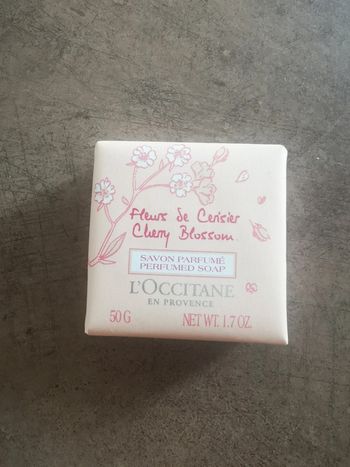 Fleurs de Cerisier
Cherry Blossom
SAVON PARFUMÉ
PERFUMED SOAP
L'OCCITANE
EN PROVENCE
50 G NET WT. 1.7 OZ.